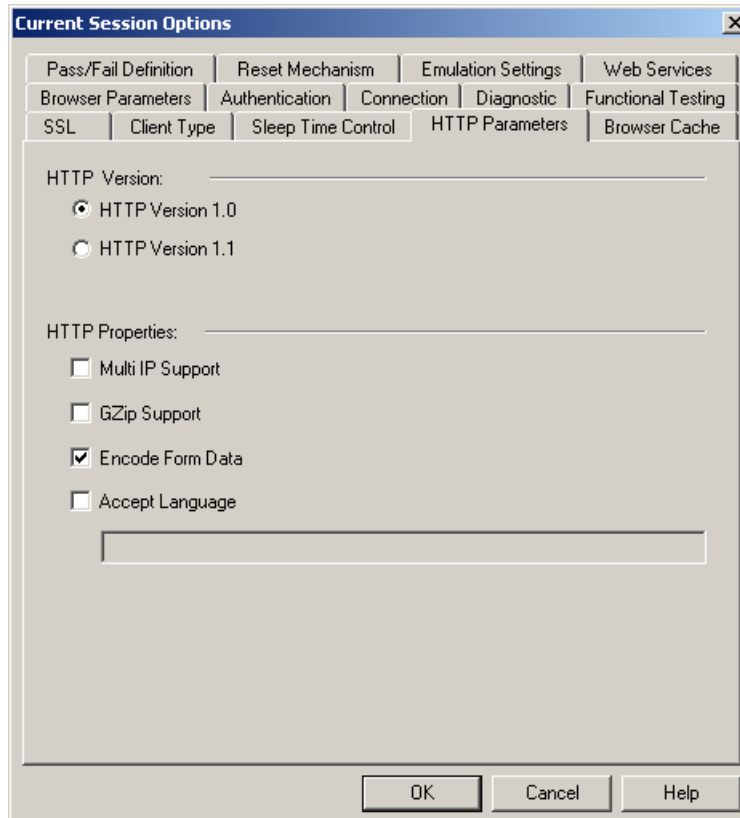 Current Session Options
Pass/Fail Definition Reset Mechanism Emulation Settings Web Services
Browser Parameters Authentication Connection Diagnostic Functional Testing
SSL Client Type Sleep Time Control HTTP Parameters Browser Cache
HTTP Version:
HTTP Version 1.0
HTTP Version 1.1
HTTP Properties:
Multi IP Support
GZip Support
Encode Form Data
Accept Language
OK Cancel Help